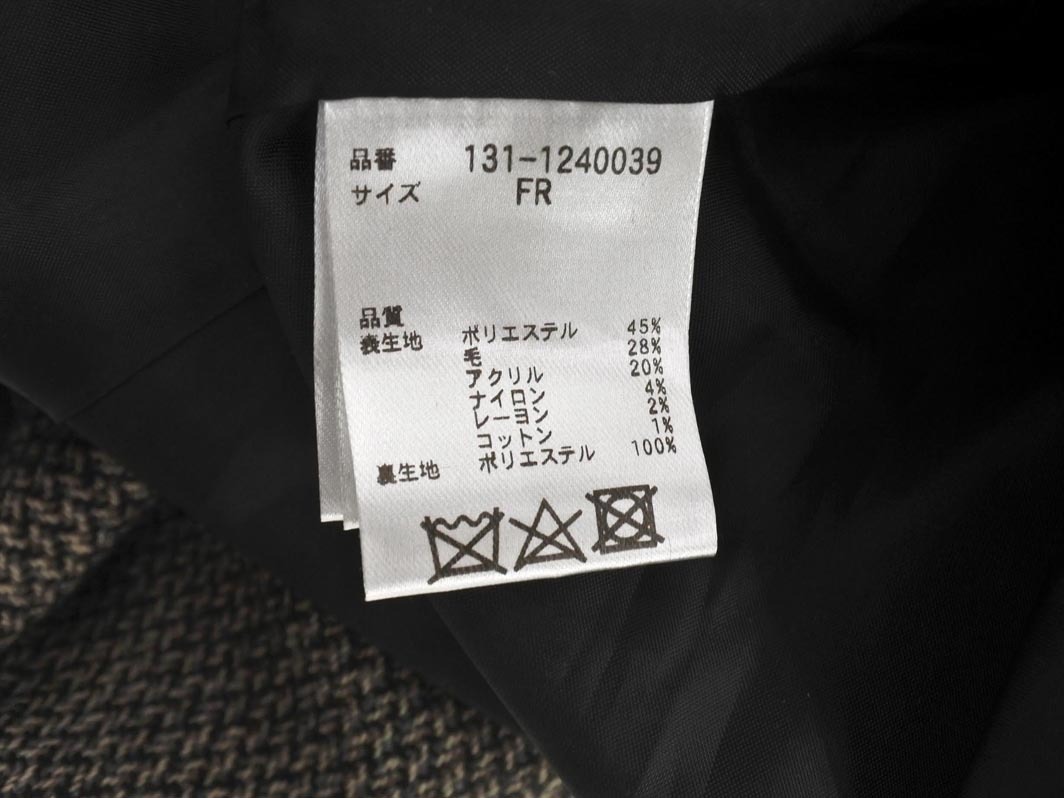 品番 131-1240039
サイズ FR
品質
表生地 ポリエステル 45%
毛 28%
アクリル 20%
ナイロン 4%
レーヨン 2%
コットン 1%
裏生地 ポリエステル 100%